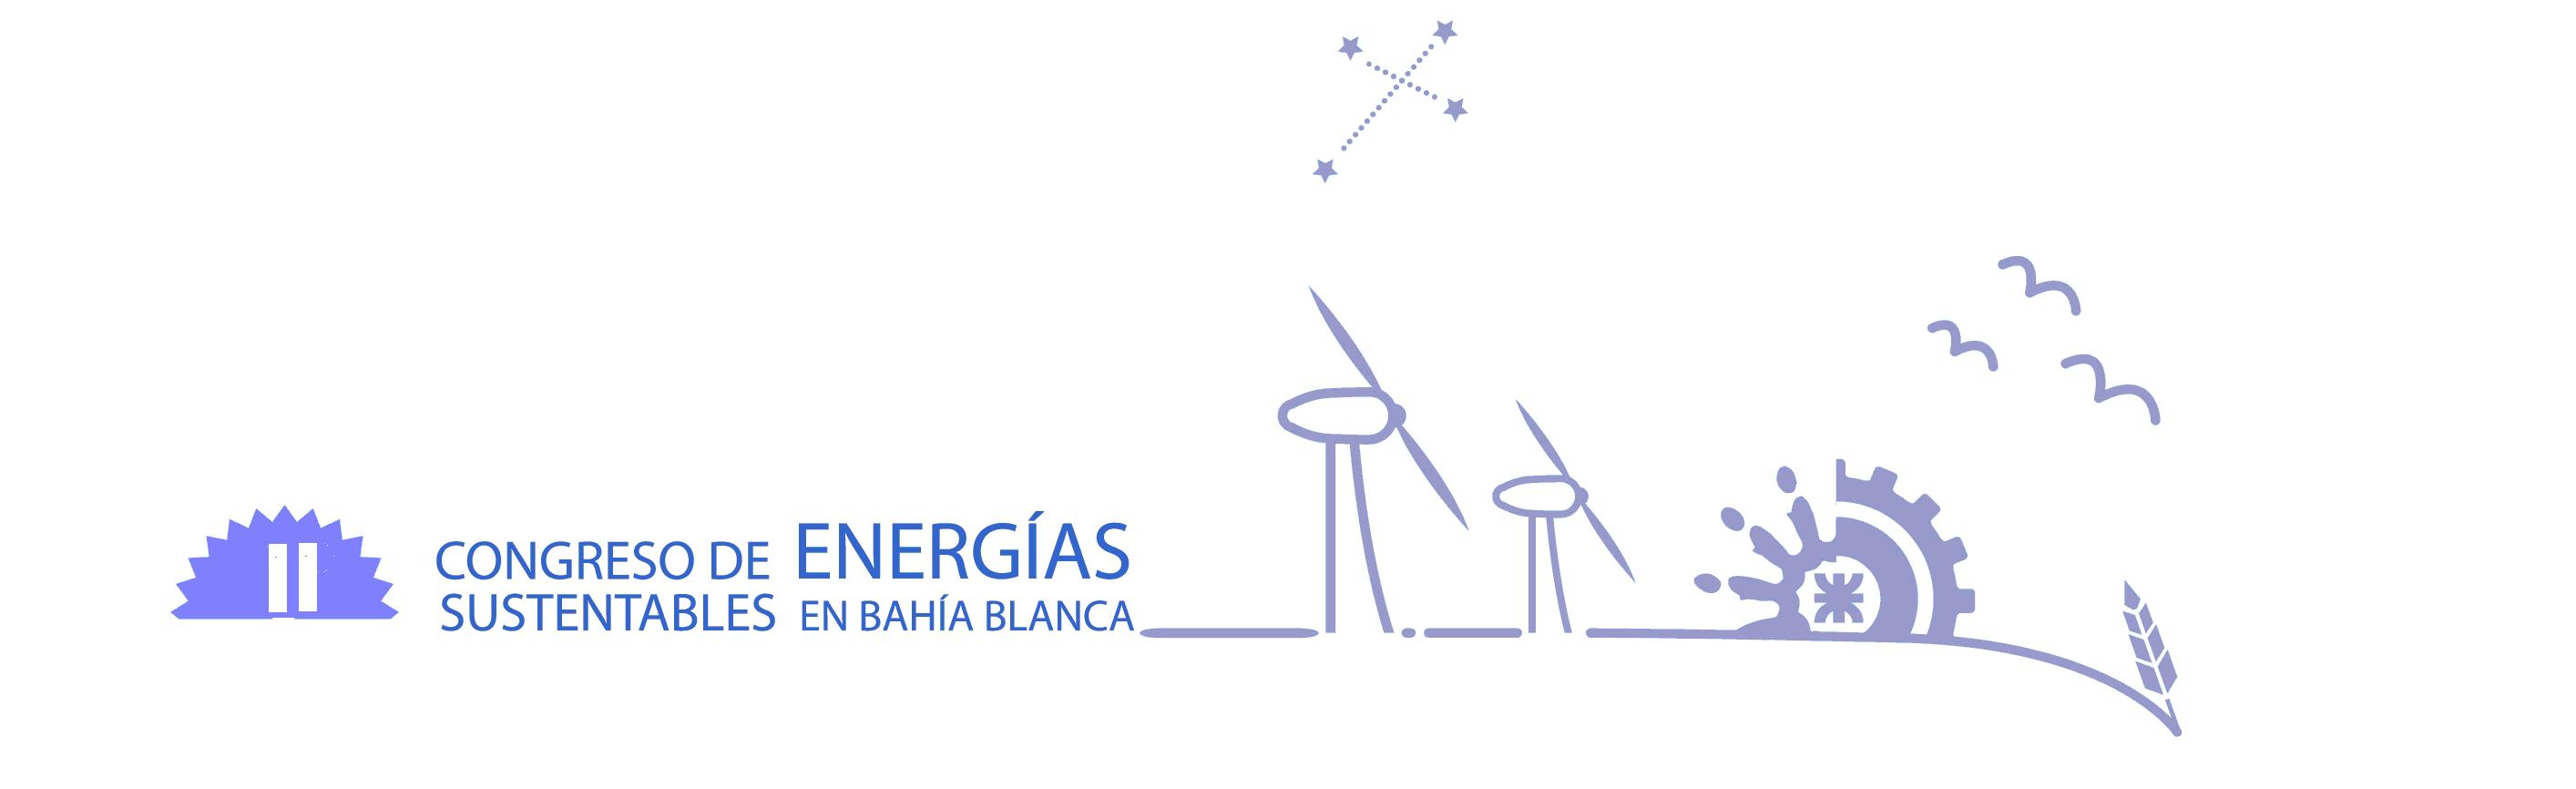 II
CONGRESO DE ENERGÍAS
SUSTENTABLES EN BAHÍA BLANCA